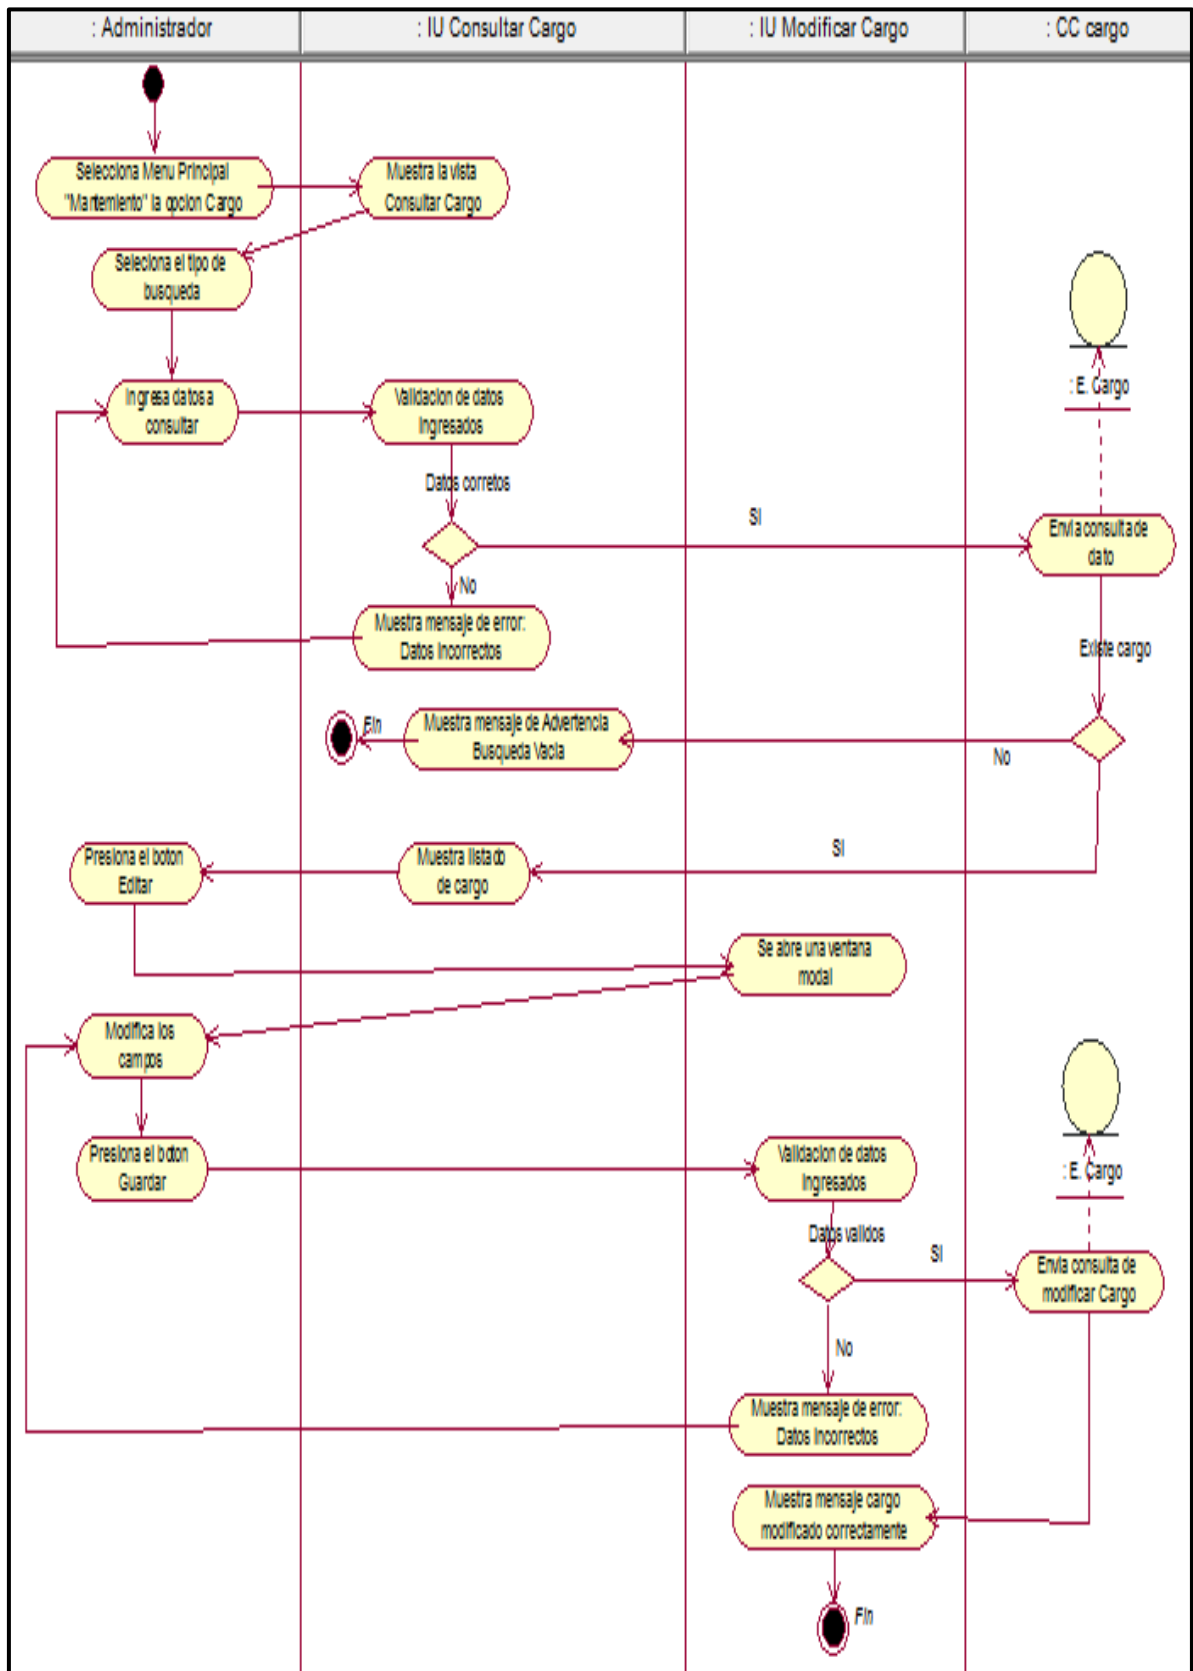 : Administrador
: IU Consultar Cargo
: IU Modificar Cargo
: CC cargo
Selecciona Menu Principal
"Mantemiento" la opcion Cargo
Muestra la vista
Consultar Cargo
Seleciona el tipo de
busqueda
Ingresa datos a
consultar
Validacion de datos
Ingresados
: E. Cargo
Datos corretos
SI
Envia consulta de
dato
No
Muestra mensaje de error:
Datos Incorrectos
Existe cargo
Fin
Muestra mensaje de Advertencia
Busqueda Vacia
No
Presiona el boton
Editar
Muestra listado
de cargo
SI
Se abre una ventana
modal
Modifica los
campos
Presiona el boton
Guardar
Validacion de datos
Ingresados
: E. Cargo
Datos validos
SI
Envia consulta de
modificar Cargo
No
Muestra mensaje de error:
Datos Incorrectos
Muestra mensaje cargo
modificado correctamente
Fin